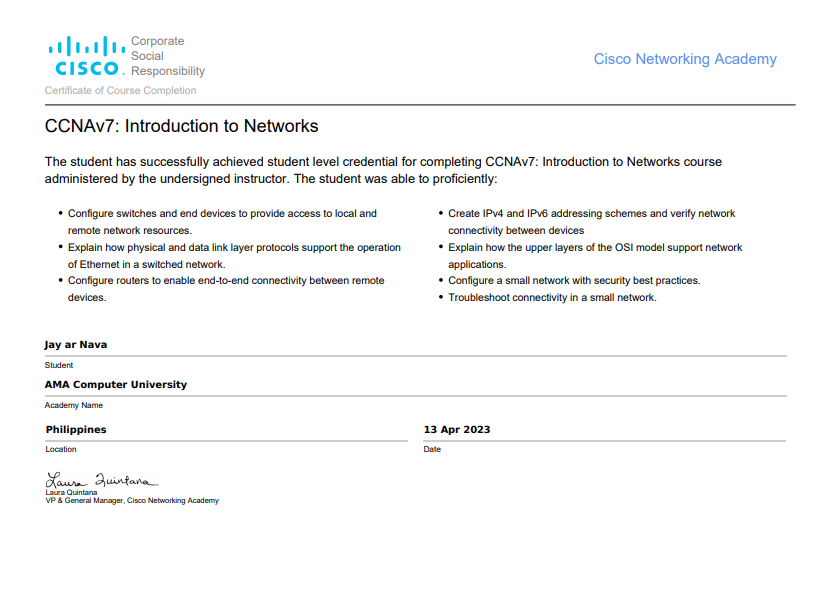 Corporate
Social
Responsibility
CISCO
Cisco Networking Academy
Certificate of Course Completion
CCNAv7: Introduction to Networks
The student has successfully achieved student level credential for completing CCNAv7: Introduction to Networks course
administered by the undersigned instructor. The student was able to proficiently:
• Configure switches and end devices to provide access to local and
remote network resources.
• Explain how physical and data link layer protocols support the operation
of Ethernet in a switched network.
• Configure routers to enable end-to-end connectivity between remote
devices.
• Create IPv4 and IPv6 addressing schemes and verify network
connectivity between devices
• Explain how the upper layers of the OSI model support network
applications.
• Configure a small network with security best practices.
• Troubleshoot connectivity in a small network.
Jay ar Nava
Student
AMA Computer University
Academy Name
Philippines
Location
13 Apr 2023
Date
Laura Quintana
Laura Quintana
VP & General Manager, Cisco Networking Academy